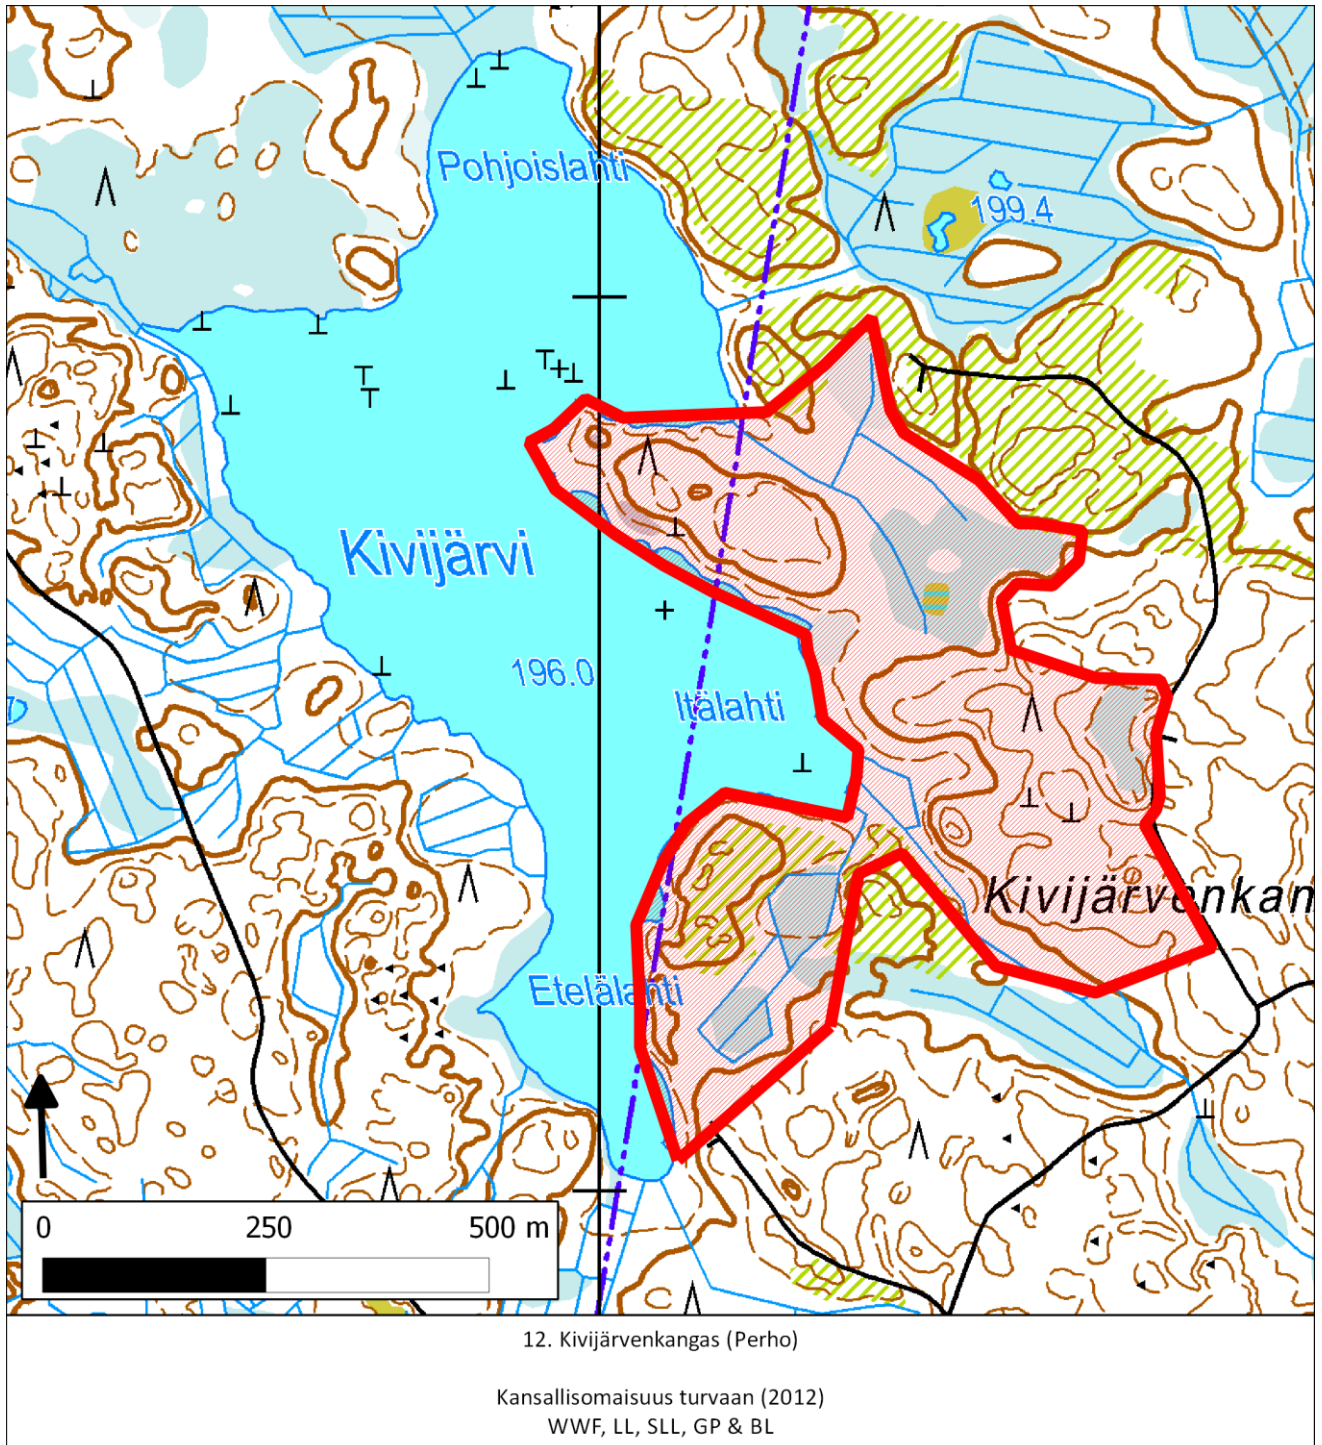 Pohjoislahti
199.4
Kivijärvi
196.0
Itälahti
Kivijärvenkan
Etelälahti
0 250 500 m
12. Kivijärvenkangas (Perho)
Kansallisomaisuus turvaan (2012)
WWF, LL, SLL, GP & BL